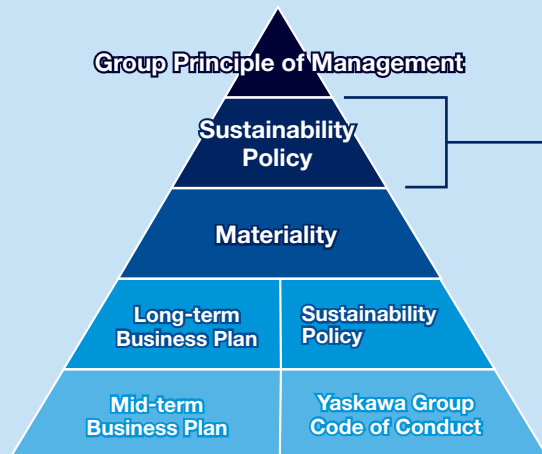 Group Principle of Management
Sustainability
Policy
Materiality
Long-term
Business Plan
Sustainability
Policy
Mid-term
Business Plan
Yaskawa Group
Code of Conduct